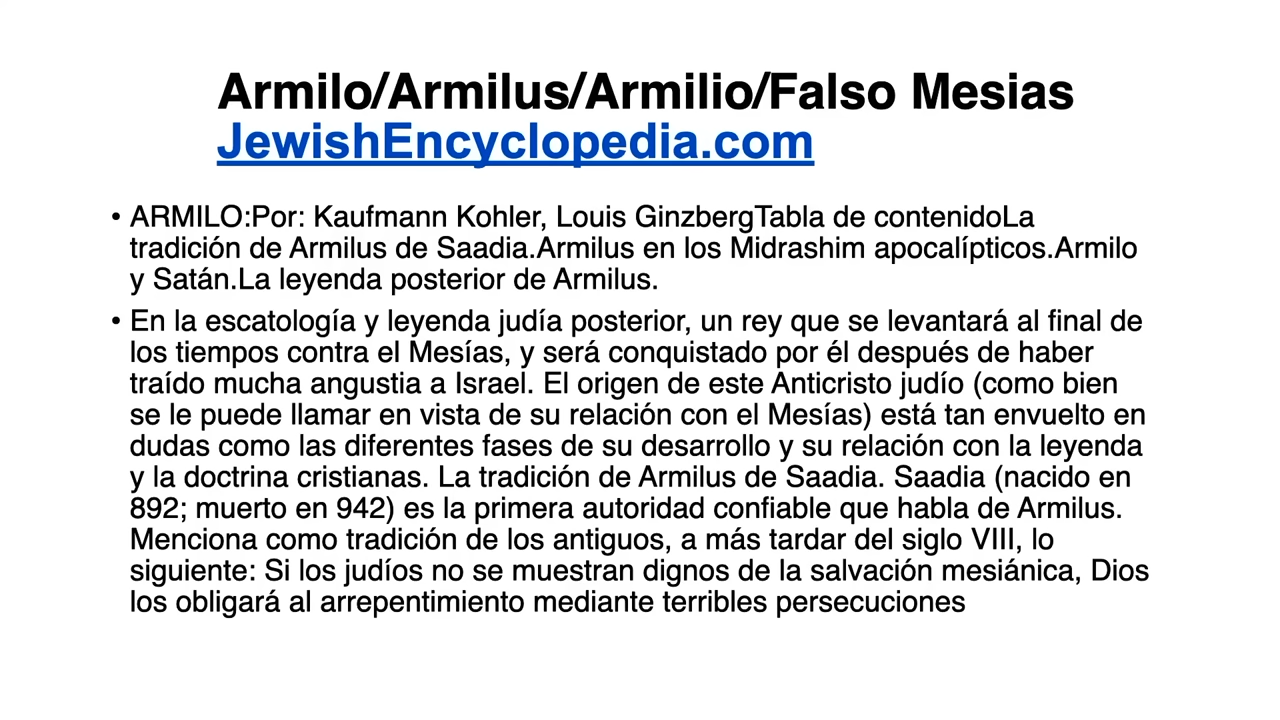 Armilo/Armilus/Armilio/Falso Mesias
JewishEncyclopedia.com
• ARMILO:Por: Kaufmann Kohler, Louis GinzbergTabla de contenidoLa
tradición de Armilus de Saadia.Armilus en los Midrashim apocalípticos.Armilo
y Satán.La leyenda posterior de Armilus.
• En la escatología y leyenda judía posterior, un rey que se levantará al final de
los tiempos contra el Mesías, y será conquistado por él después de haber
traído mucha angustia a Israel. El origen de este Anticristo judío (como bien
se le puede llamar en vista de su relación con el Mesías) está tan envuelto en
dudas como las diferentes fases de su desarrollo y su relación con la leyenda
y la doctrina cristianas. La tradición de Armilus de Saadia. Saadia (nacido en
892; muerto en 942) es la primera autoridad confiable que habla de Armilus.
Menciona como tradición de los antiguos, a más tardar del siglo VIII, lo
siguiente: Si los judíos no se muestran dignos de la salvación mesiánica, Dios
los obligará al arrepentimiento mediante terribles persecuciones